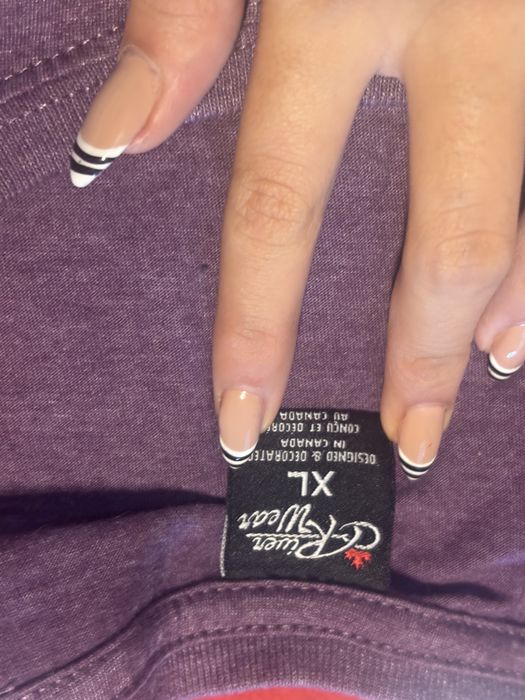 River
Wear
XL
DESIGNED & DECORATED
IN CANADA
CONÇU ET DÉCORÉ
AU CANADA